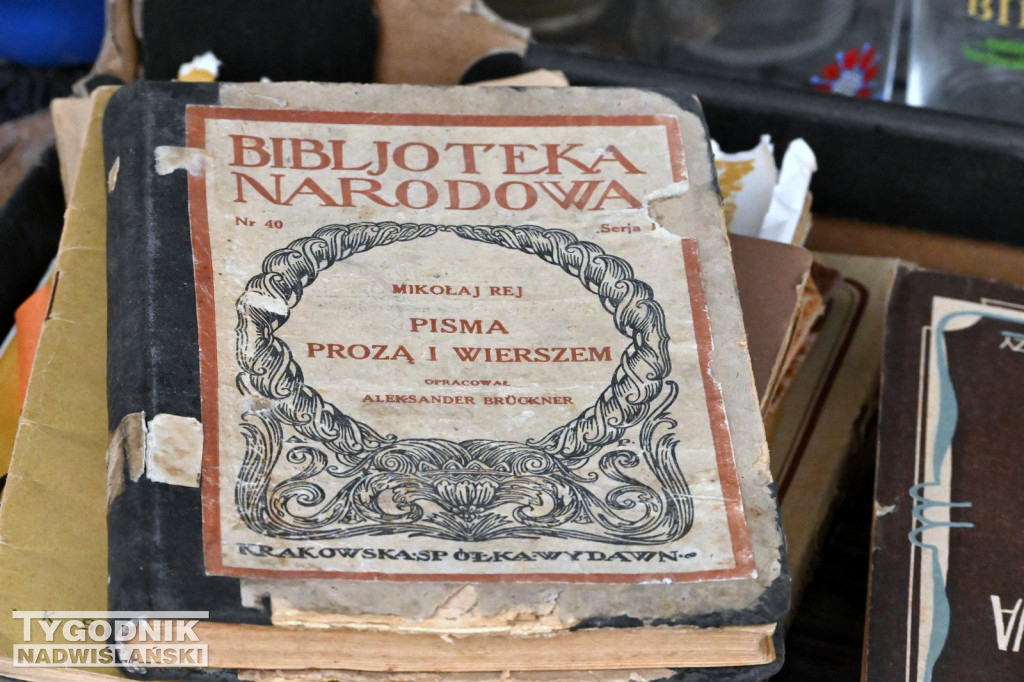 BIBLJOTEKA
NARODOWA
Nr 40 Serja I
MIKOŁAJ REJ
PISMA
PROZĄ I WIERSZEM
OPRACOWAŁ
ALEKSANDER BRÜCKNER
KRAKOWSKA·SPÓŁKA·WYDAWN·
TYGODNIK
NADWIŚLAŃSKI